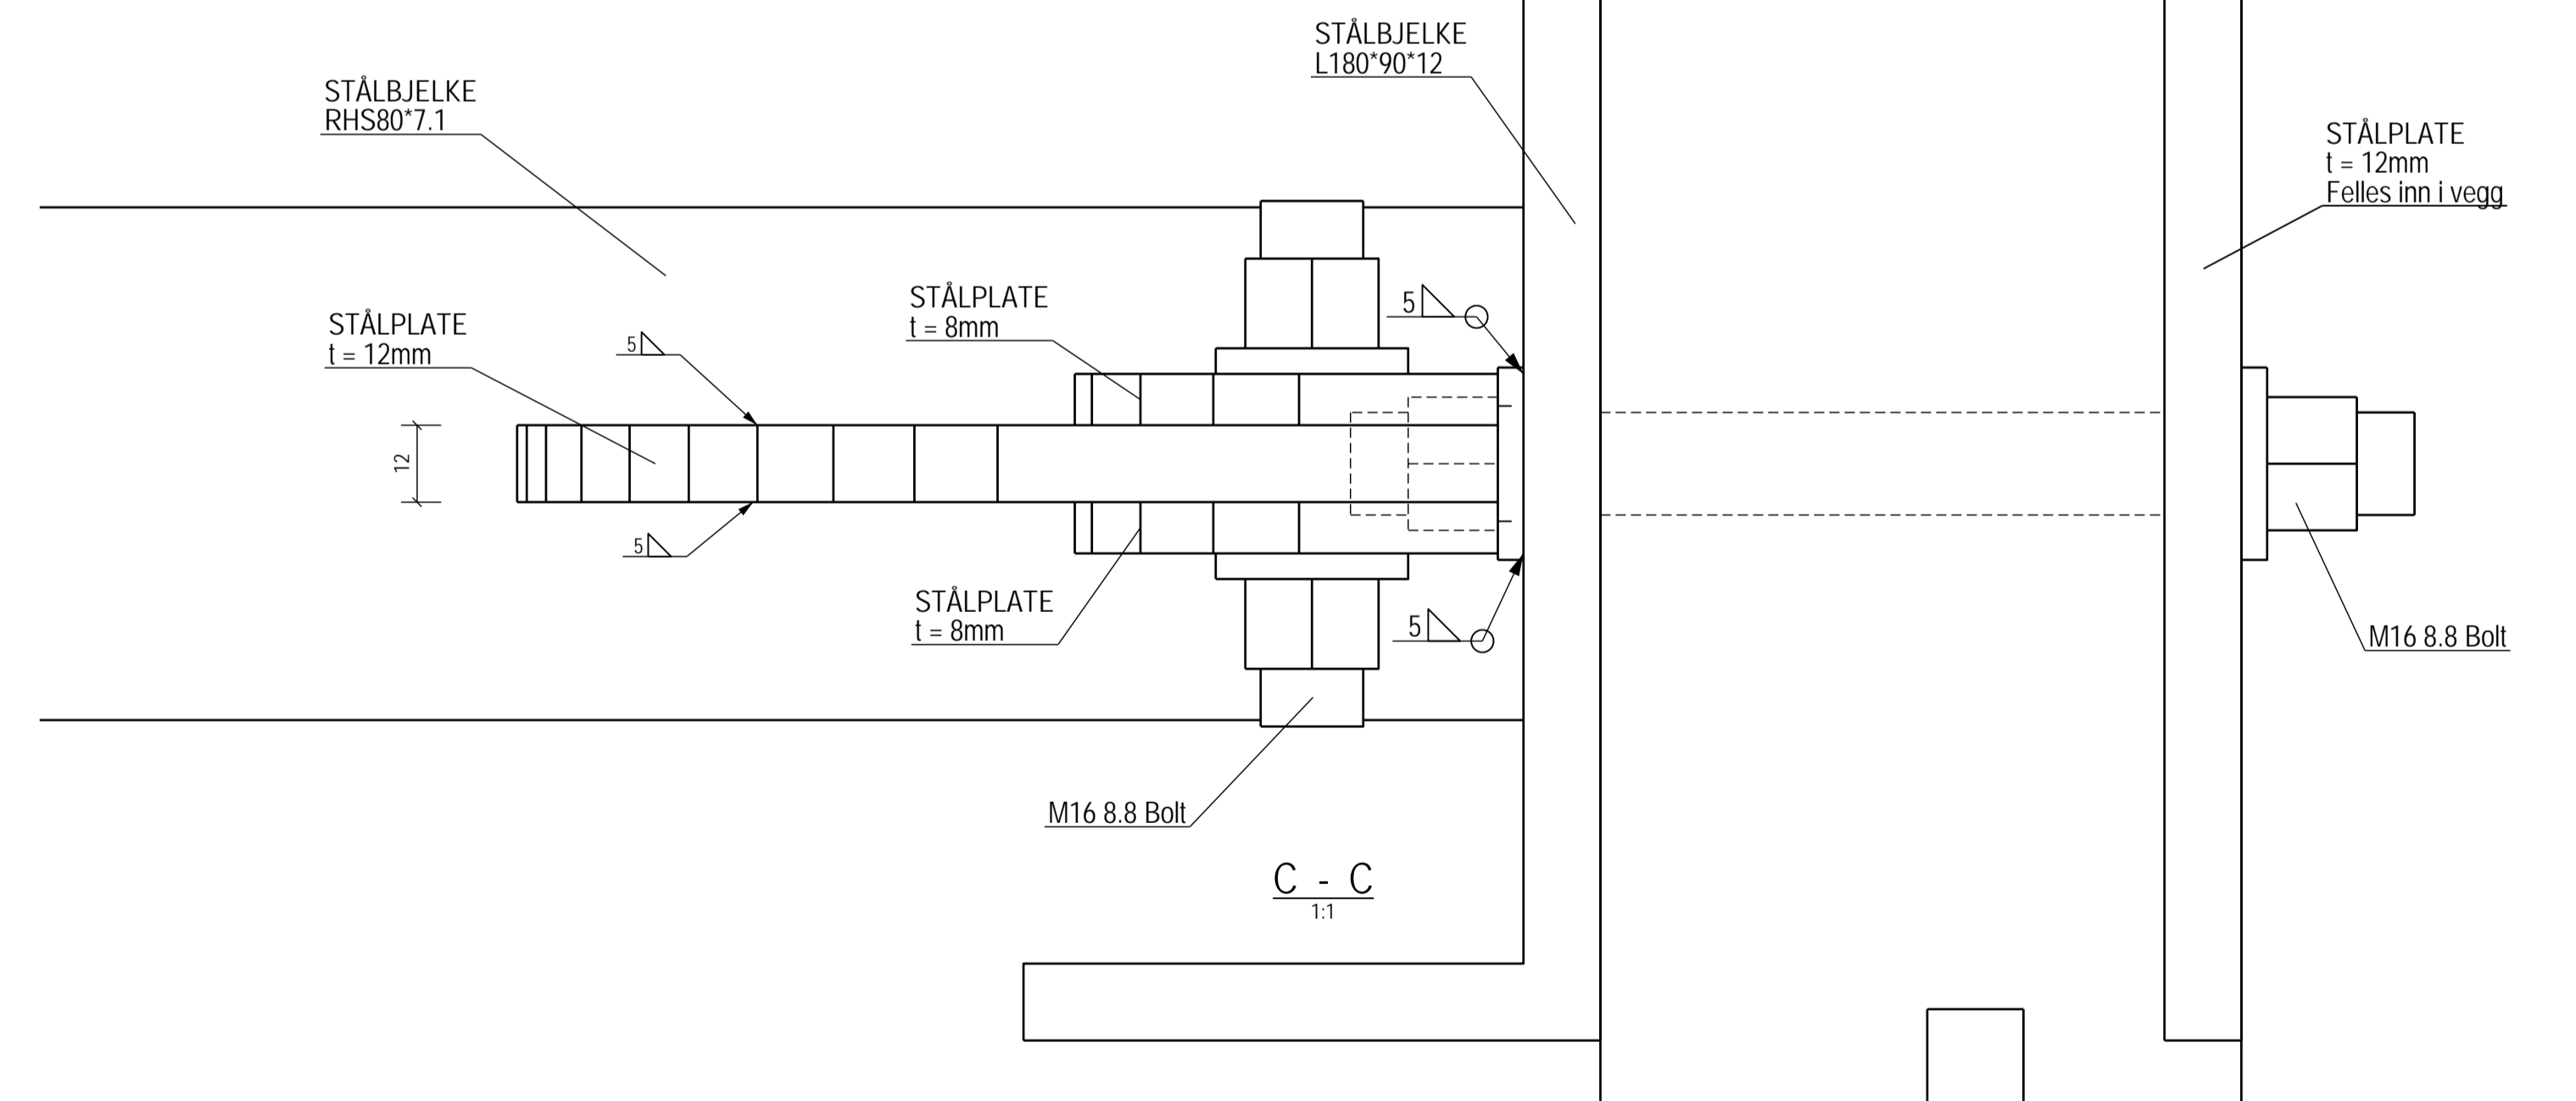 STÅLBJELKE
L180*90*12
STÅLBJELKE
RHS80*7.1
STÅLPLATE
t = 12mm
Felles inn i vegg
STÅLPLATE
t = 8mm
5
STÅLPLATE
t = 12mm
5
12
5
STÅLPLATE
t = 8mm
5
M16 8.8 Bolt
M16 8.8 Bolt
C - C
1:1